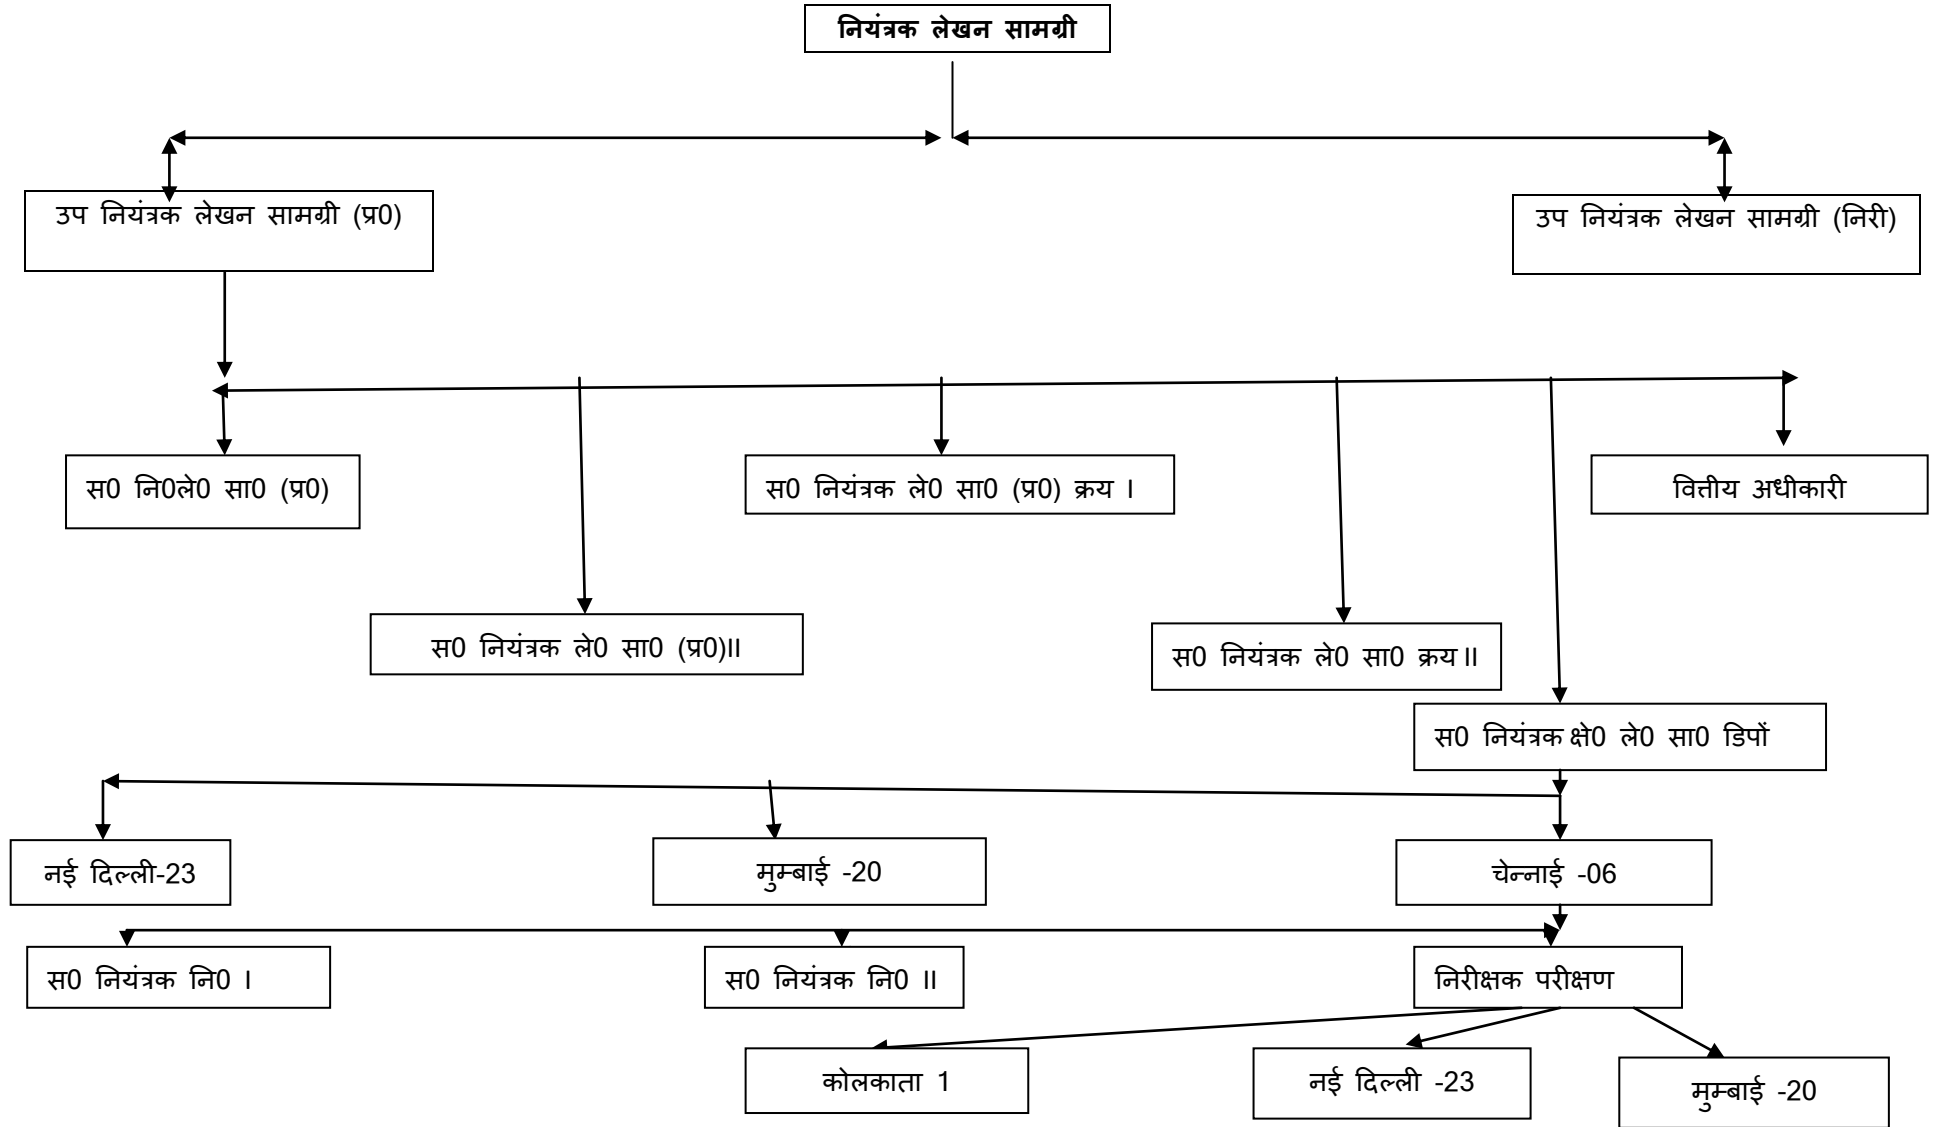 नियंत्रक लेखन सामग्री
उप नियंत्रक लेखन सामग्री (प्र0)
उप नियंत्रक लेखन सामग्री (निरी)
स0 नि0ले0 सा0 (प्र0)
स0 नियंत्रक ले0 सा0 (प्र0) क्रय I
वित्तीय अधीकारी
स0 नियंत्रक ले0 सा0 (प्र0)II
स0 नियंत्रक ले0 सा0 क्रय II
स0 नियंत्रक क्षे0 ले0 सा0 डिपों
नई दिल्ली-23
मुम्बाई -20
चेन्नाई -06
स0 नियंत्रक नि0 I
स0 नियंत्रक नि0 II
निरीक्षक परीक्षण
कोलकाता 1
नई दिल्ली -23
मुम्बाई -20